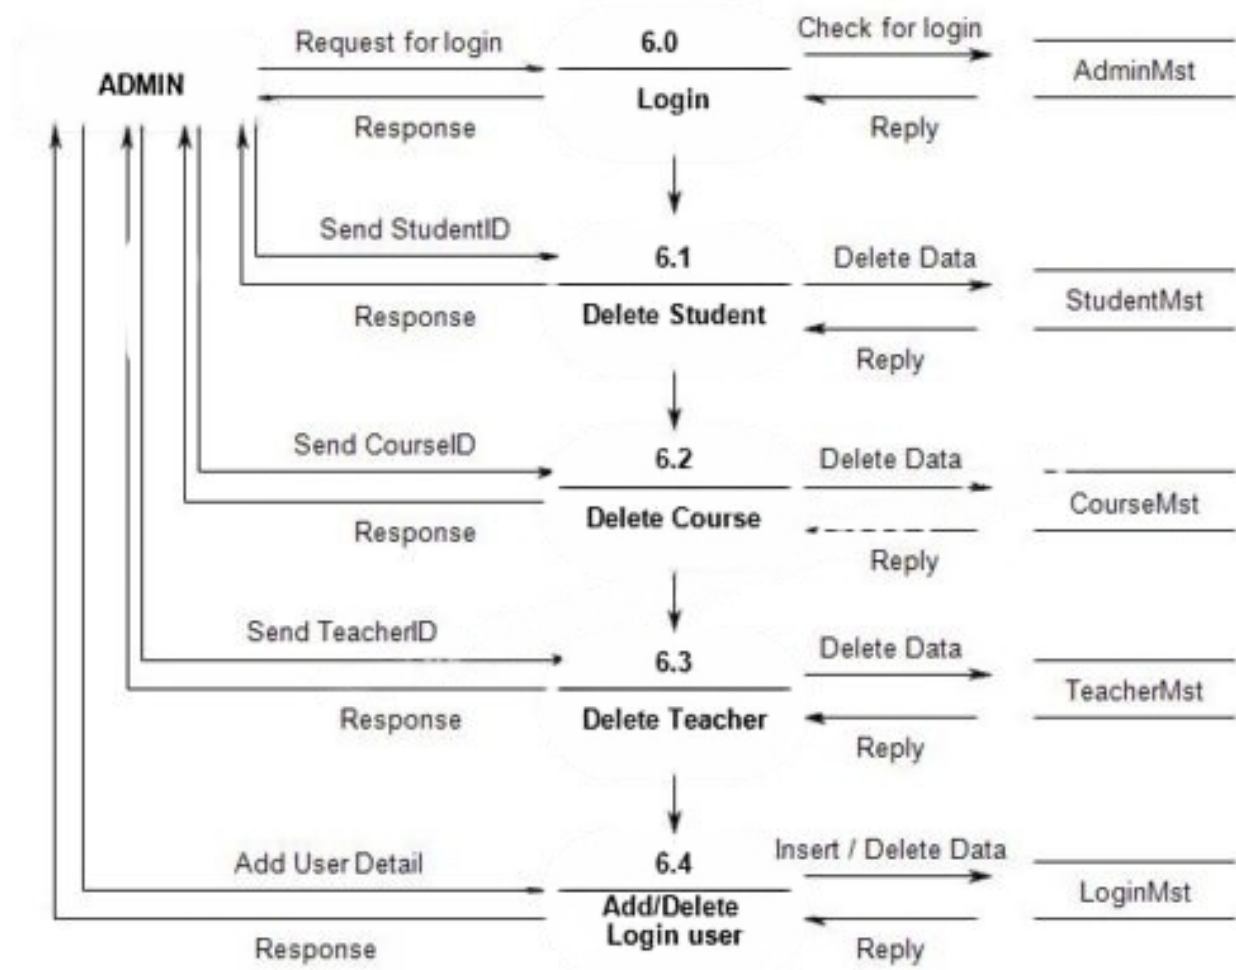 Request for login
6.0
Check for login
ADMIN
Login
AdminMst
Response
Reply
Send StudentID
6.1
Delete Data
Response
Delete Student
StudentMst
Reply
Send CourseID
6.2
Delete Data
Response
Delete Course
CourseMst
Reply
Send TeacherID
6.3
Delete Data
Response
Delete Teacher
TeacherMst
Reply
Add User Detail
6.4
Insert / Delete Data
Add/Delete
Login user
LoginMst
Response
Reply